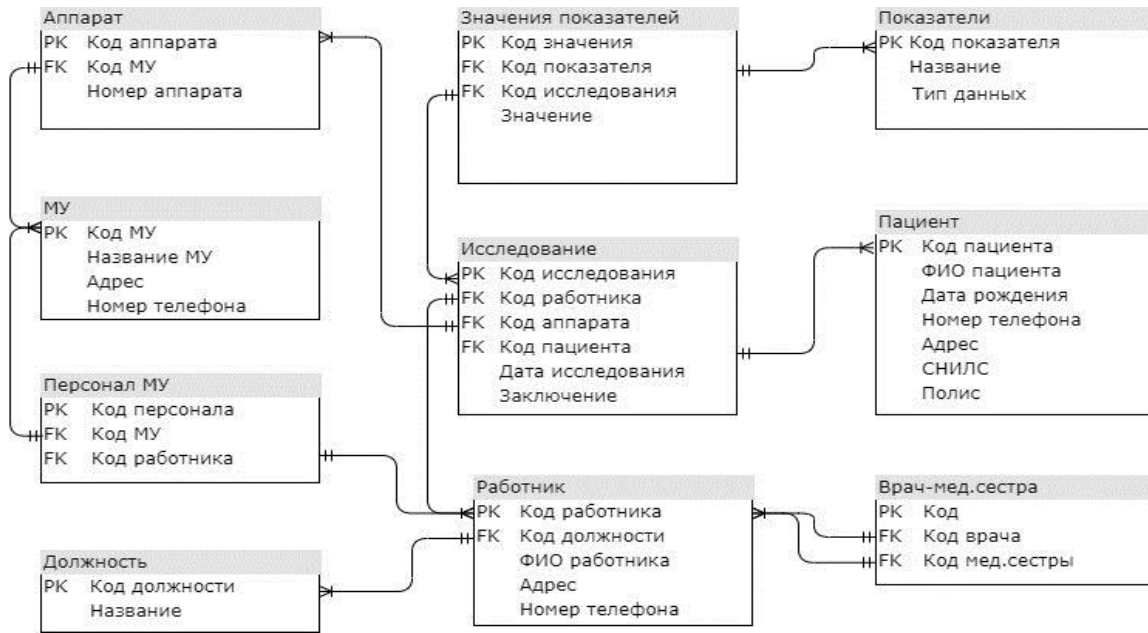 Аппарат
PK Код аппарата
FK Код МУ
Номер аппарата
МУ
PK Код МУ
Название МУ
Адрес
Номер телефона
Персонал МУ
PK Код персонала
FK Код МУ
FK Код работника
Должность
PK Код должности
Название
Значения показателей
PK Код значения
FK Код показателя
FK Код исследования
Значение
Исследование
PK Код исследования
FK Код работника
FK Код аппарата
FK Код пациента
Дата исследования
Заключение
Работник
PK Код работника
FK Код должности
ФИО работника
Адрес
Номер телефона
Показатели
PK Код показателя
Название
Тип данных
Пациент
PK Код пациента
ФИО пациента
Дата рождения
Номер телефона
Адрес
СНИЛС
Полис
Врач-мед.сестра
PK Код
FK Код врача
FK Код мед.сестры